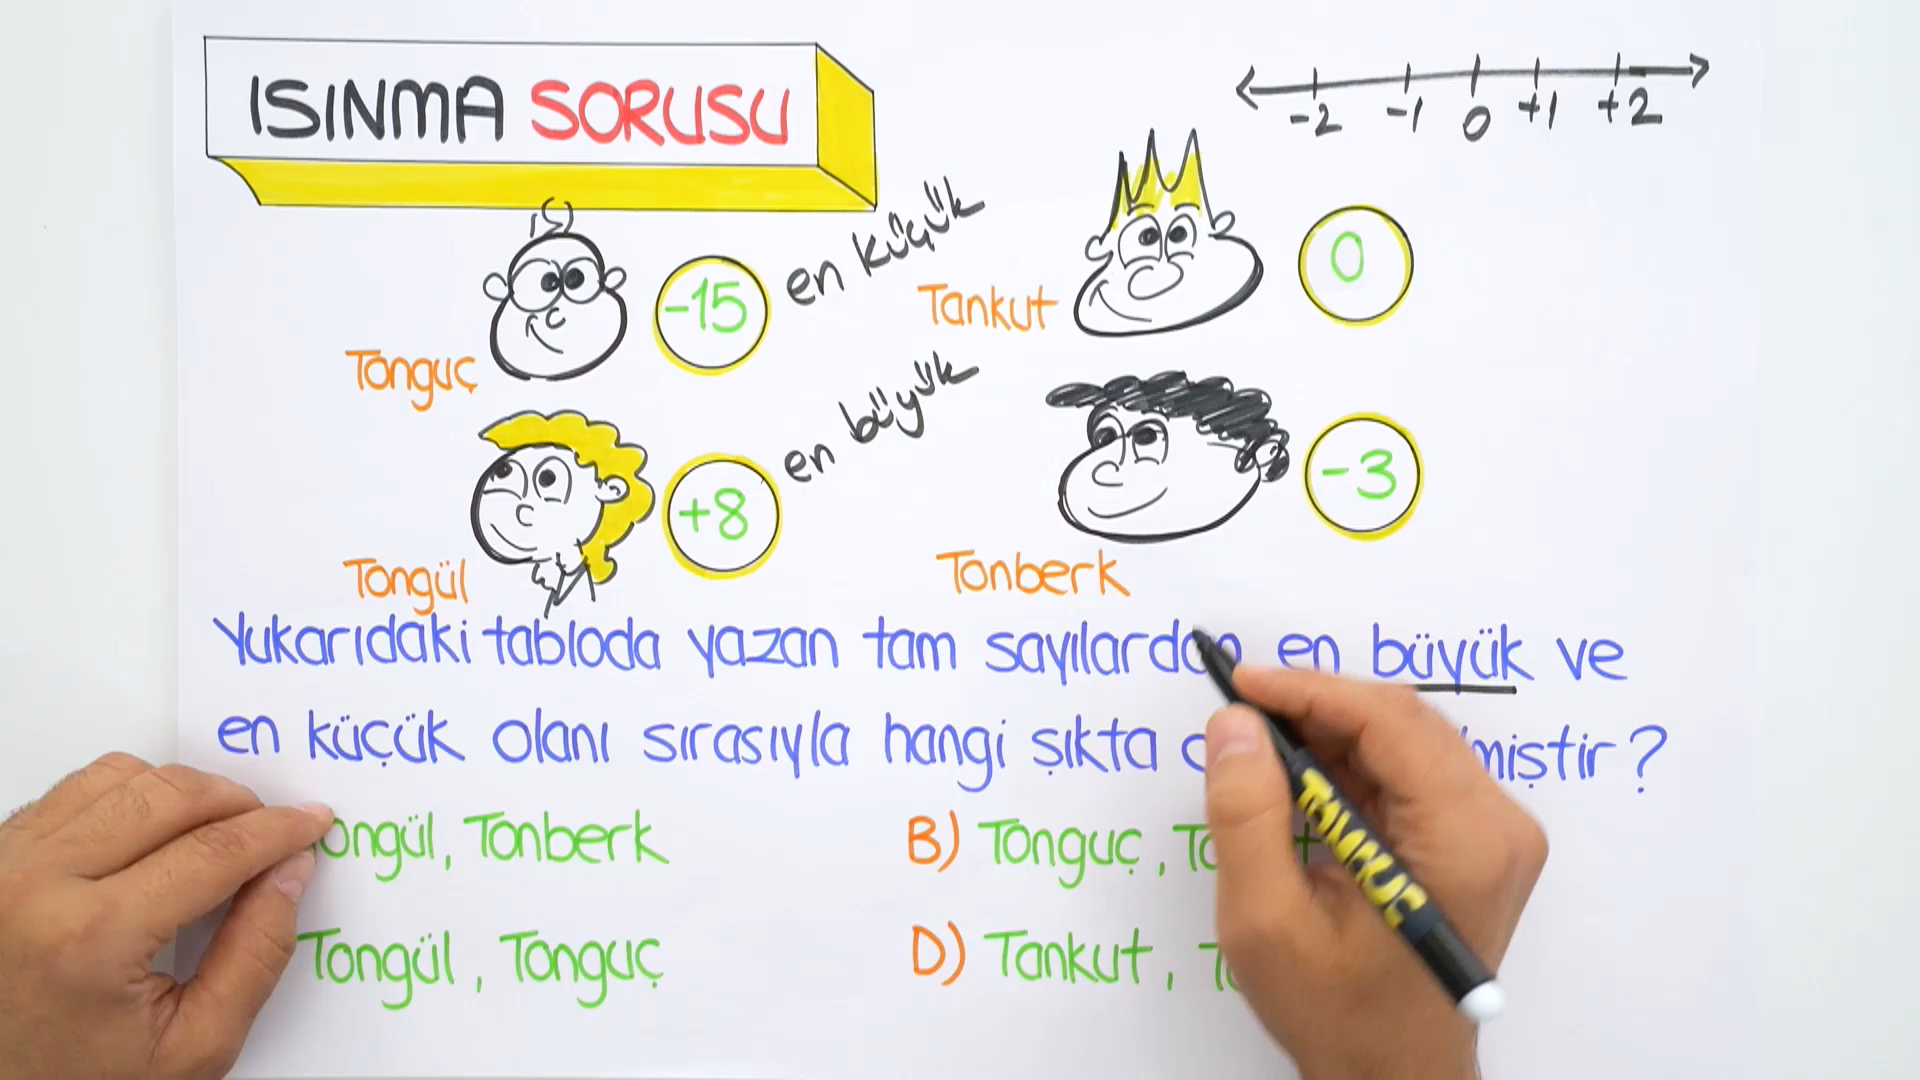 ISINMA SORUSU
-2 -1 0 +1 +2
Tonguç
-15
en küçük
Tankut
0
Tongül
+8
en büyük
Tonberk
-3
Yukarıdaki tabloda yazan tam sayılardan en büyük ve
en küçük olanı sırasıyla hangi şıkta
Tongül, Tonberk
B) Tonguç,
Tongül, Tonguç
D) Tankut,
TONGUÇ